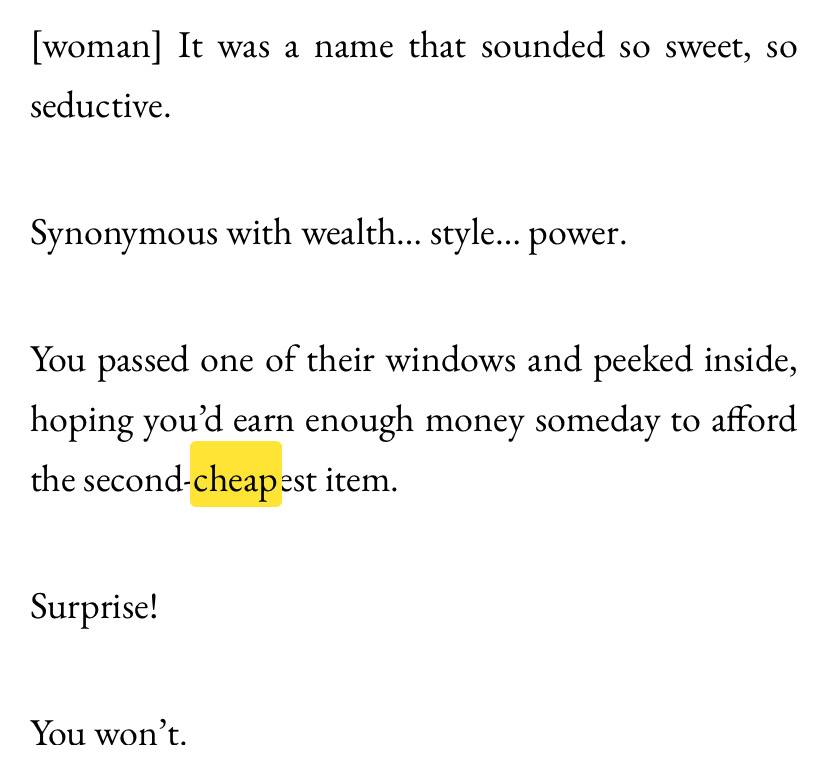 [woman] It was a name that sounded so sweet, so
seductive.
Synonymous with wealth... style... power.
You passed one of their windows and peeked inside,
hoping you’d earn enough money someday to afford
the second-cheapest item.
Surprise!
You won’t.